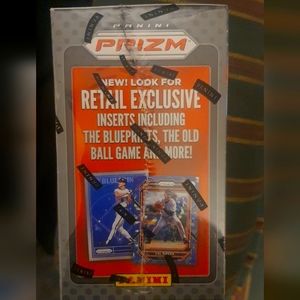 PANINI
PRIZM
NEW! LOOK FOR
RETAIL EXCLUSIVE
INSERTS INCLUDING
THE BLUEPRINTS, THE OLD
BALL GAME AND MORE!
PANINI